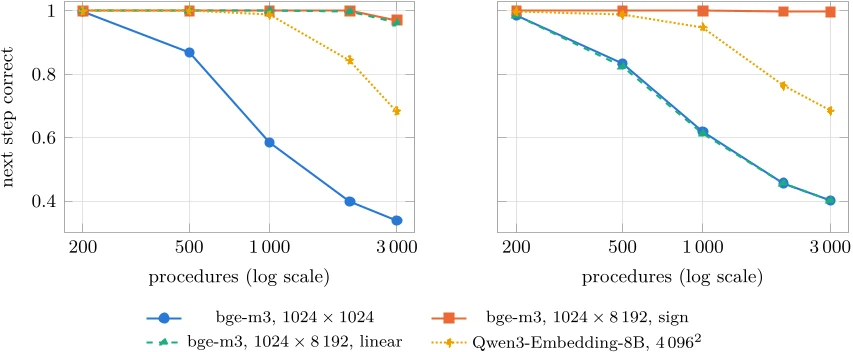 1
0.8
0.6
0.4
next step correct
200 500 1 000 3 000
200 500 1 000 3 000
procedures (log scale)
procedures (log scale)
bge-m3, 1024 × 1024
bge-m3, 1024 × 8 192, sign
bge-m3, 1024 × 8 192, linear
Qwen3-Embedding-8B, 4 096²